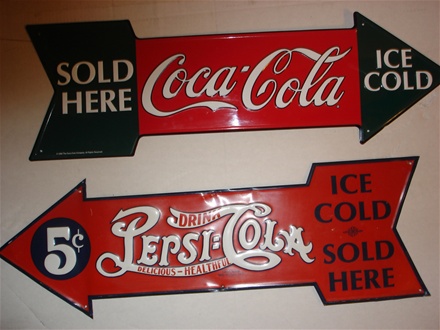 SOLD
HERE
Coca-Cola
ICE
COLD
5¢
DRINK
PEPSI=COLA
DELICIOUS - HEALTHFUL
ICE
COLD
SOLD
HERE